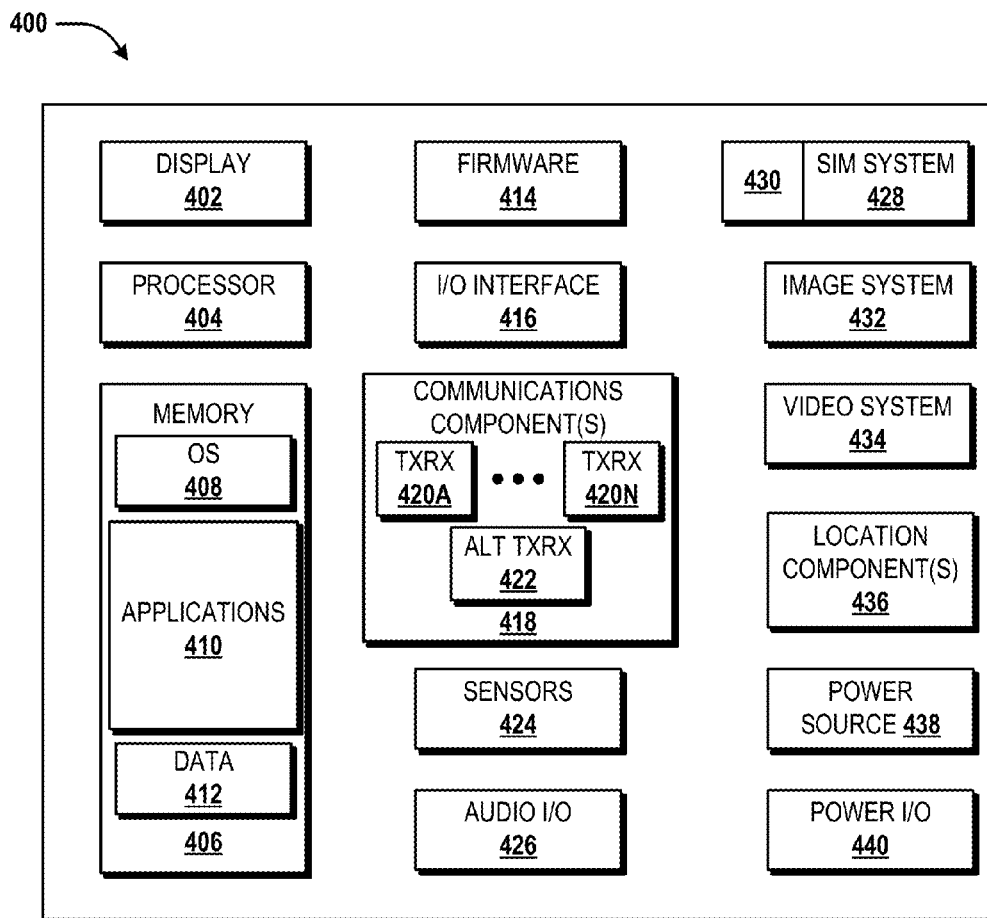 400
DISPLAY
402
PROCESSOR
404
MEMORY
OS
408
APPLICATIONS
410
DATA
412
406
FIRMWARE
414
I/O INTERFACE
416
COMMUNICATIONS
COMPONENT(S)
TXRX
420A
TXRX
420N
ALT TXRX
422
418
SENSORS
424
AUDIO I/O
426
430
SIM SYSTEM
428
IMAGE SYSTEM
432
VIDEO SYSTEM
434
LOCATION
COMPONENT(S)
436
POWER
SOURCE 438
POWER I/O
440